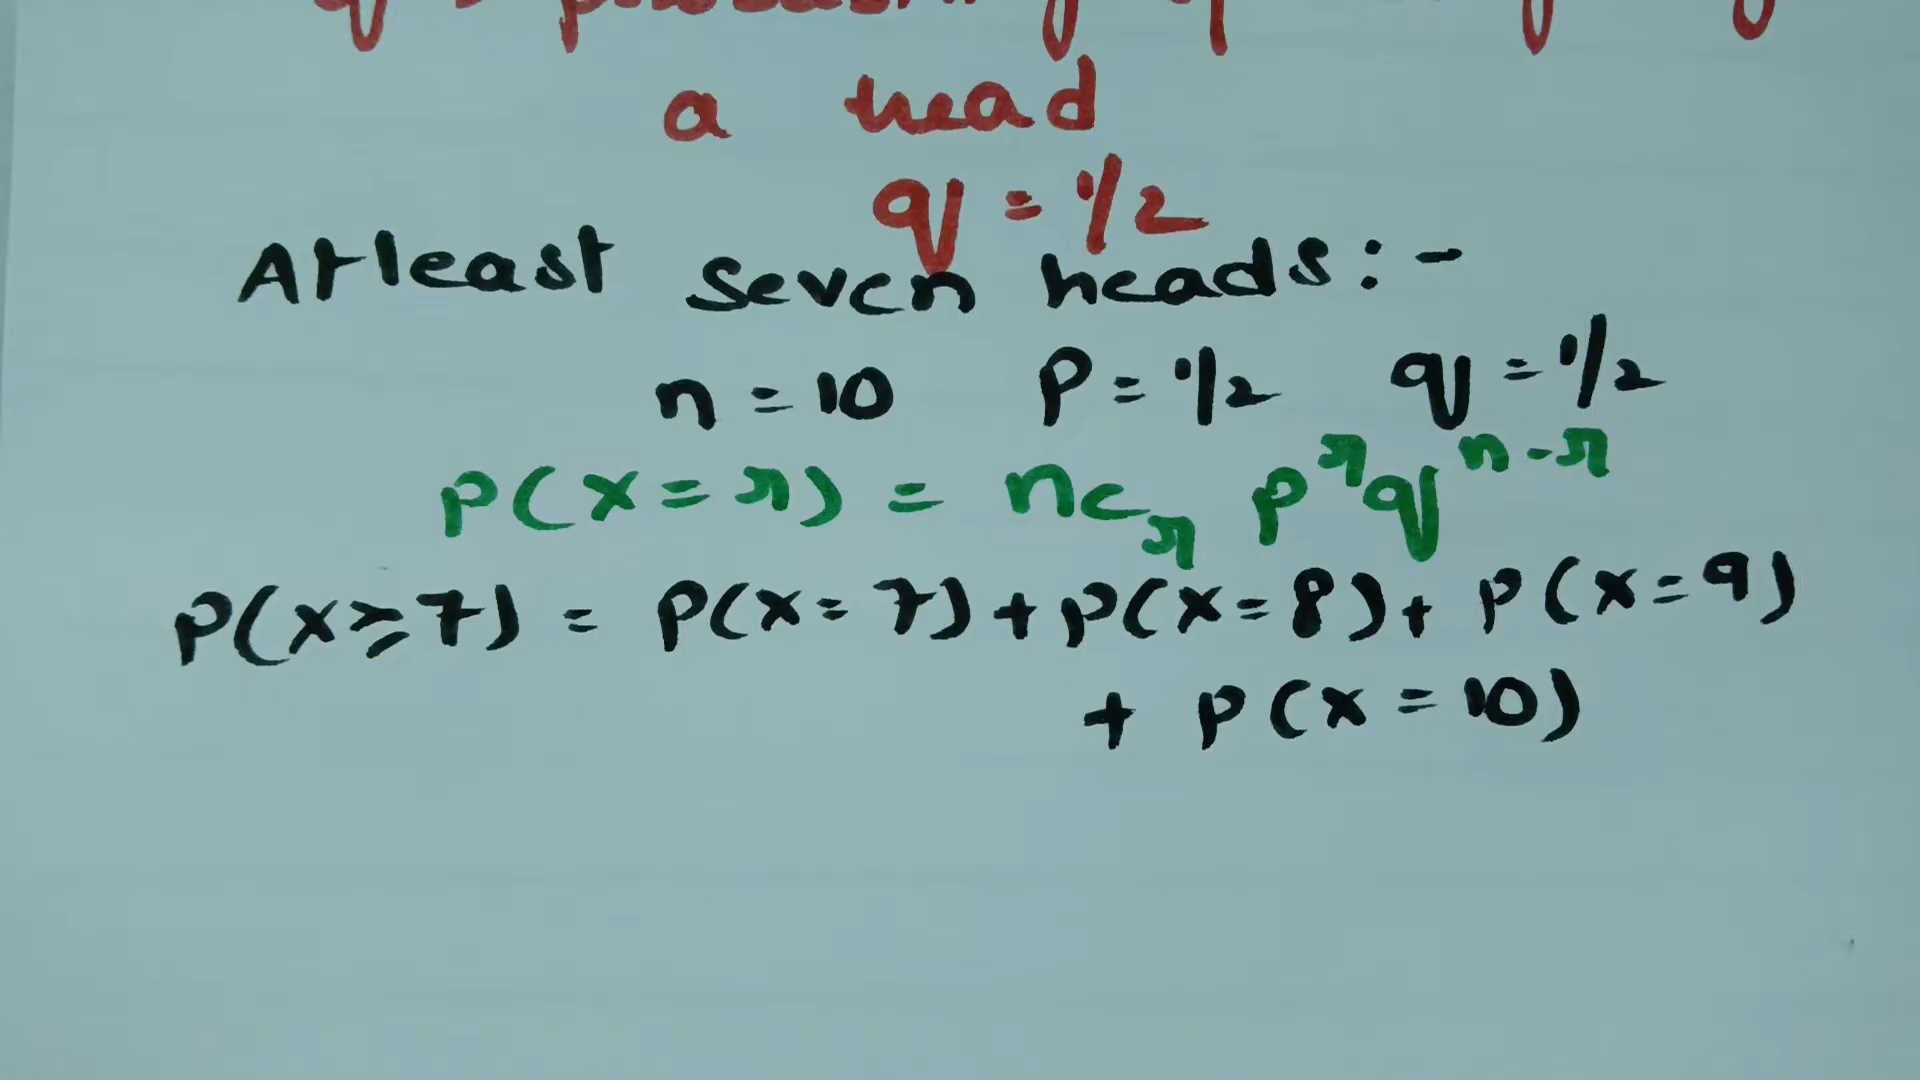 a head
q = 1/2
Atleast seven heads:-
n = 10 P = 1/2 q = 1/2
p(x = r) = nCr p^r q^n-r
P(x ≥ 7) = P(x = 7) + P(x = 8) + P(x = 9)
+ P(x = 10)